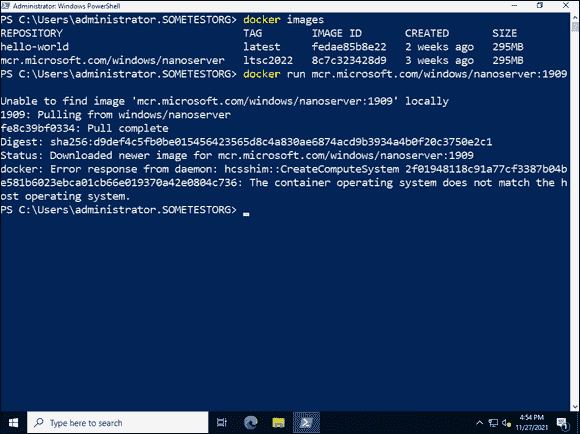 Administrator: Windows PowerShell
PS C:\Users\administrator.SOMETESTORG> docker images
REPOSITORY TAG IMAGE ID CREATED SIZE
hello-world latest fedae85b8e22 2 weeks ago 295MB
mcr.microsoft.com/windows/nanoserver ltsc2022 8c7c323428d9 3 weeks ago 295MB
PS C:\Users\administrator.SOMETESTORG> docker run mcr.microsoft.com/windows/nanoserver:1909
Unable to find image 'mcr.microsoft.com/windows/nanoserver:1909' locally
1909: Pulling from windows/nanoserver
fe8c39bf0334: Pull complete
Digest: sha256:d9def4c5fb0be015456423565d8c4a830ae6874acd9b3934a4b0f20c3750e2c1
Status: Downloaded newer image for mcr.microsoft.com/windows/nanoserver:1909
docker: Error response from daemon: hcsshim::CreateComputeSystem 2f01948118c91a77cf3387b04b
e581b6023ebca01cb66e019370a42e0804c736: The container operating system does not match the h
ost operating system.
PS C:\Users\administrator.SOMETESTORG>
Type here to search
4:54 PM
11/27/2021